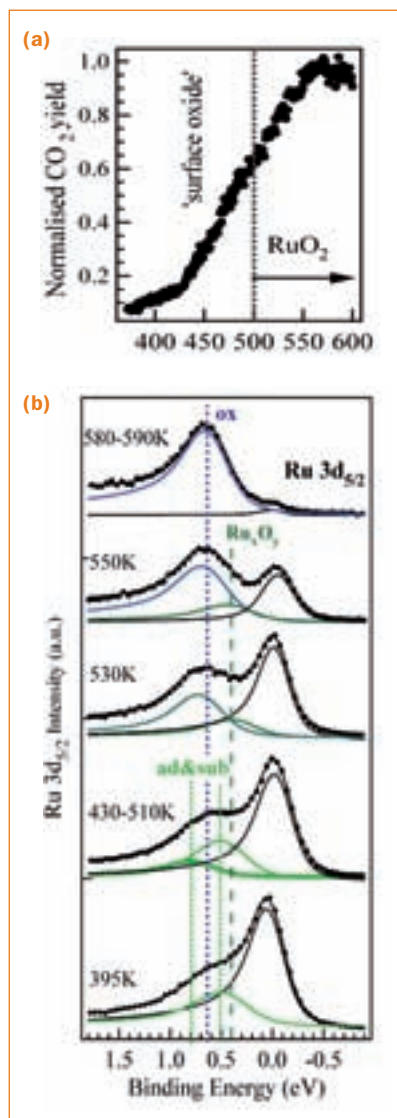 (a)
Normalised CO2 yield
1.0
0.8
0.6
0.4
0.2
'surface oxide'
RuO2
400 450 500 550 600
(b)
ox
580-590K
Ru 3d5/2
RuxOy
550K
530K
ad&sub
430-510K
395K
Ru 3d5/2 Intensity (a.u.)
1.5 1.0 0.5 0.0 -0.5
Binding Energy (eV)